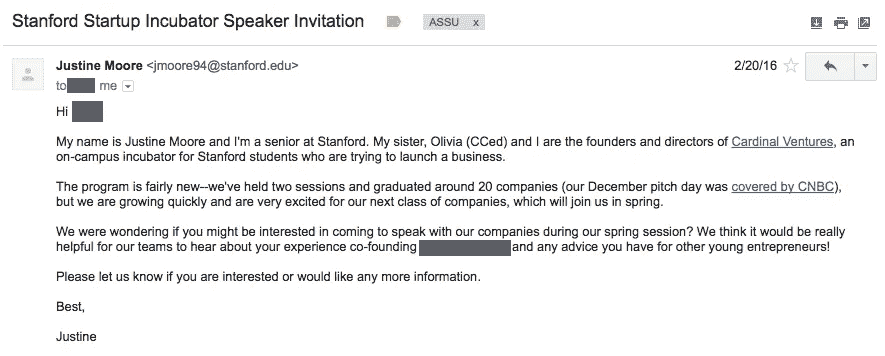 Stanford Startup Incubator Speaker Invitation ASSU x
Justine Moore <jmoore94@stanford.edu> 2/20/16
to me
Hi
My name is Justine Moore and I'm a senior at Stanford. My sister, Olivia (CCed) and I are the founders and directors of Cardinal Ventures, an
on-campus incubator for Stanford students who are trying to launch a business.
The program is fairly new--we've held two sessions and graduated around 20 companies (our December pitch day was covered by CNBC),
but we are growing quickly and are very excited for our next class of companies, which will join us in spring.
We were wondering if you might be interested in coming to speak with our companies during our spring session? We think it would be really
helpful for our teams to hear about your experience co-founding and any advice you have for other young entrepreneurs!
Please let us know if you are interested or would like any more information.
Best,
Justine